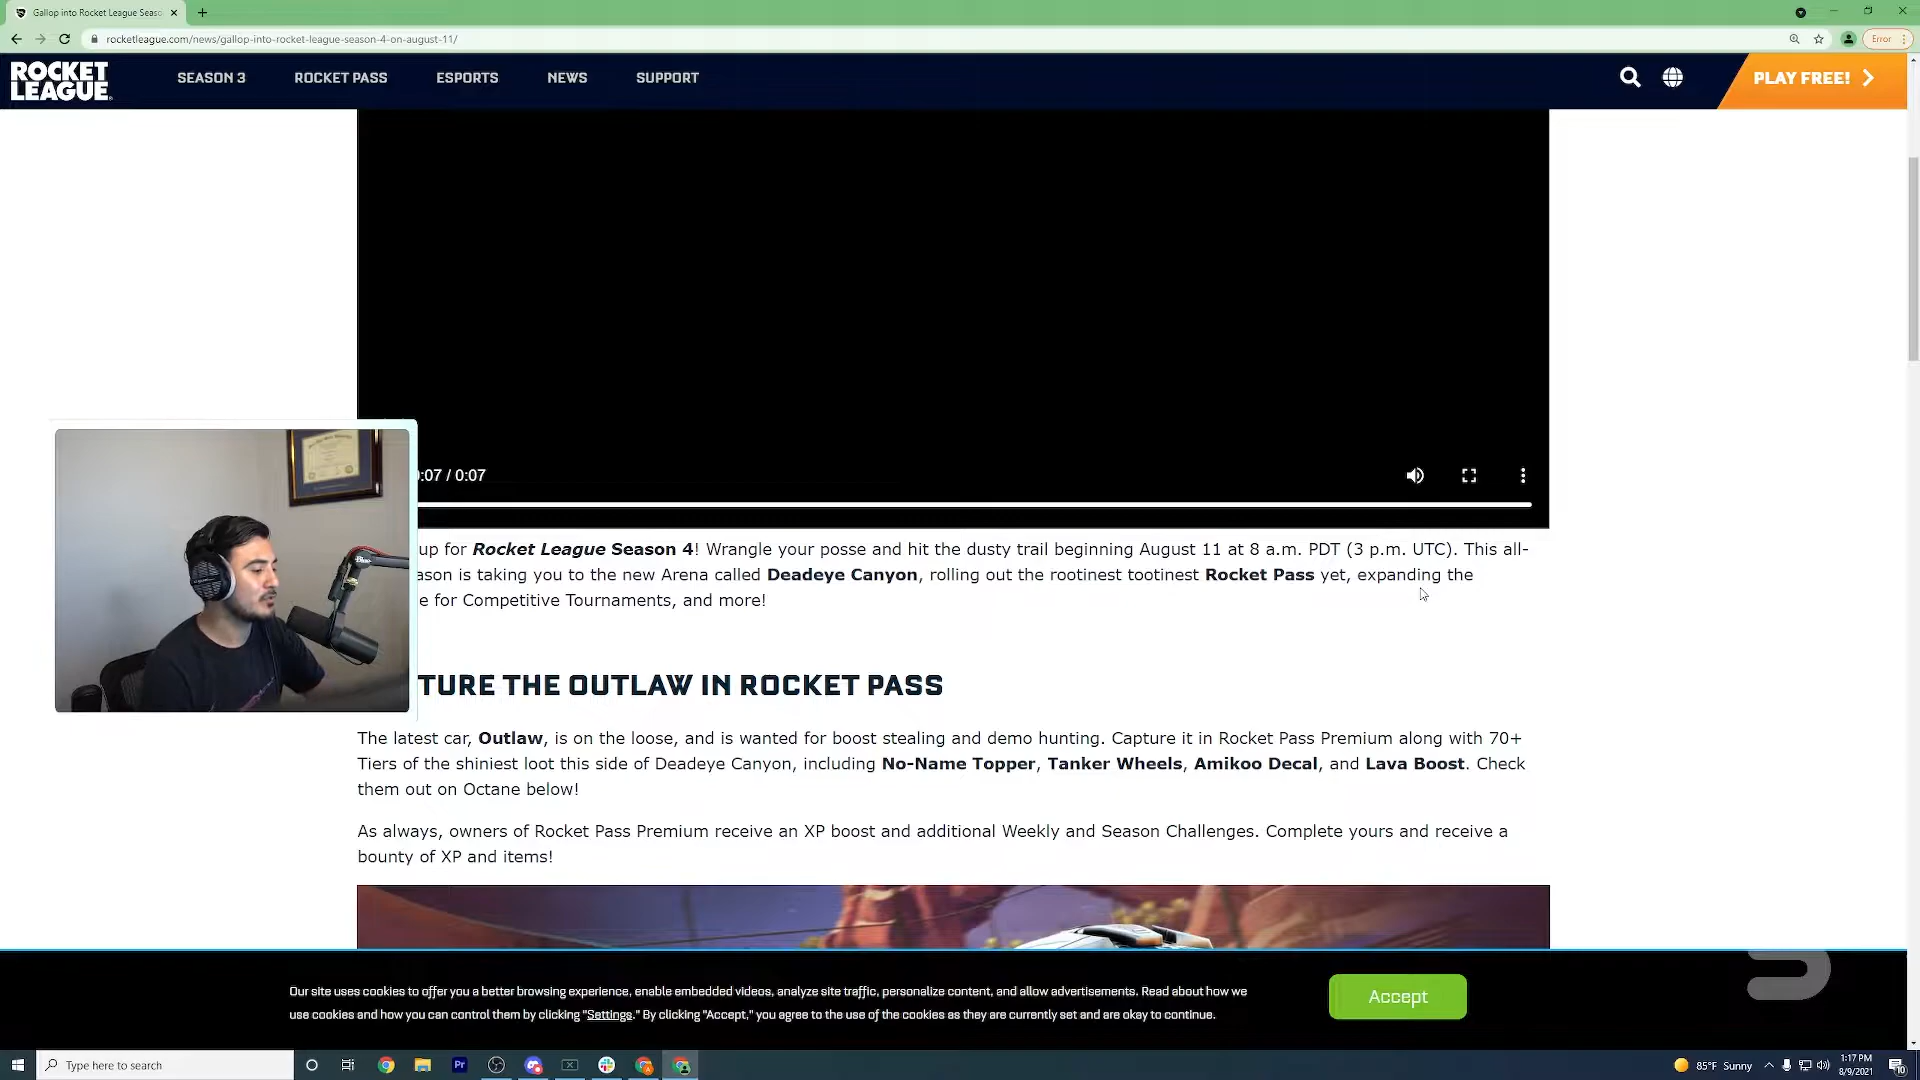 Gallop into Rocket League Seaso
rocketleague.com/news/gallop-into-rocket-league-season-4-on-august-11/
Error
ROCKET LEAGUE
SEASON 3
ROCKET PASS
ESPORTS
NEWS
SUPPORT
PLAY FREE!
:07 / 0:07
up for Rocket League Season 4! Wrangle your posse and hit the dusty trail beginning August 11 at 8 a.m. PDT (3 p.m. UTC). This all-
ason is taking you to the new Arena called Deadeye Canyon, rolling out the rootinest tootinest Rocket Pass yet, expanding the
e for Competitive Tournaments, and more!
TURE THE OUTLAW IN ROCKET PASS
The latest car, Outlaw, is on the loose, and is wanted for boost stealing and demo hunting. Capture it in Rocket Pass Premium along with 70+
Tiers of the shiniest loot this side of Deadeye Canyon, including No-Name Topper, Tanker Wheels, Amikoo Decal, and Lava Boost. Check
them out on Octane below!
As always, owners of Rocket Pass Premium receive an XP boost and additional Weekly and Season Challenges. Complete yours and receive a
bounty of XP and items!
Our site uses cookies to offer you a better browsing experience, enable embedded videos, analyze site traffic, personalize content, and allow advertisements. Read about how we
use cookies and how you can control them by clicking "Settings." By clicking "Accept," you agree to the use of the cookies as they are currently set and are okay to continue.
Accept
Type here to search
Pr
85°F Sunny
1:17 PM
8/9/2021